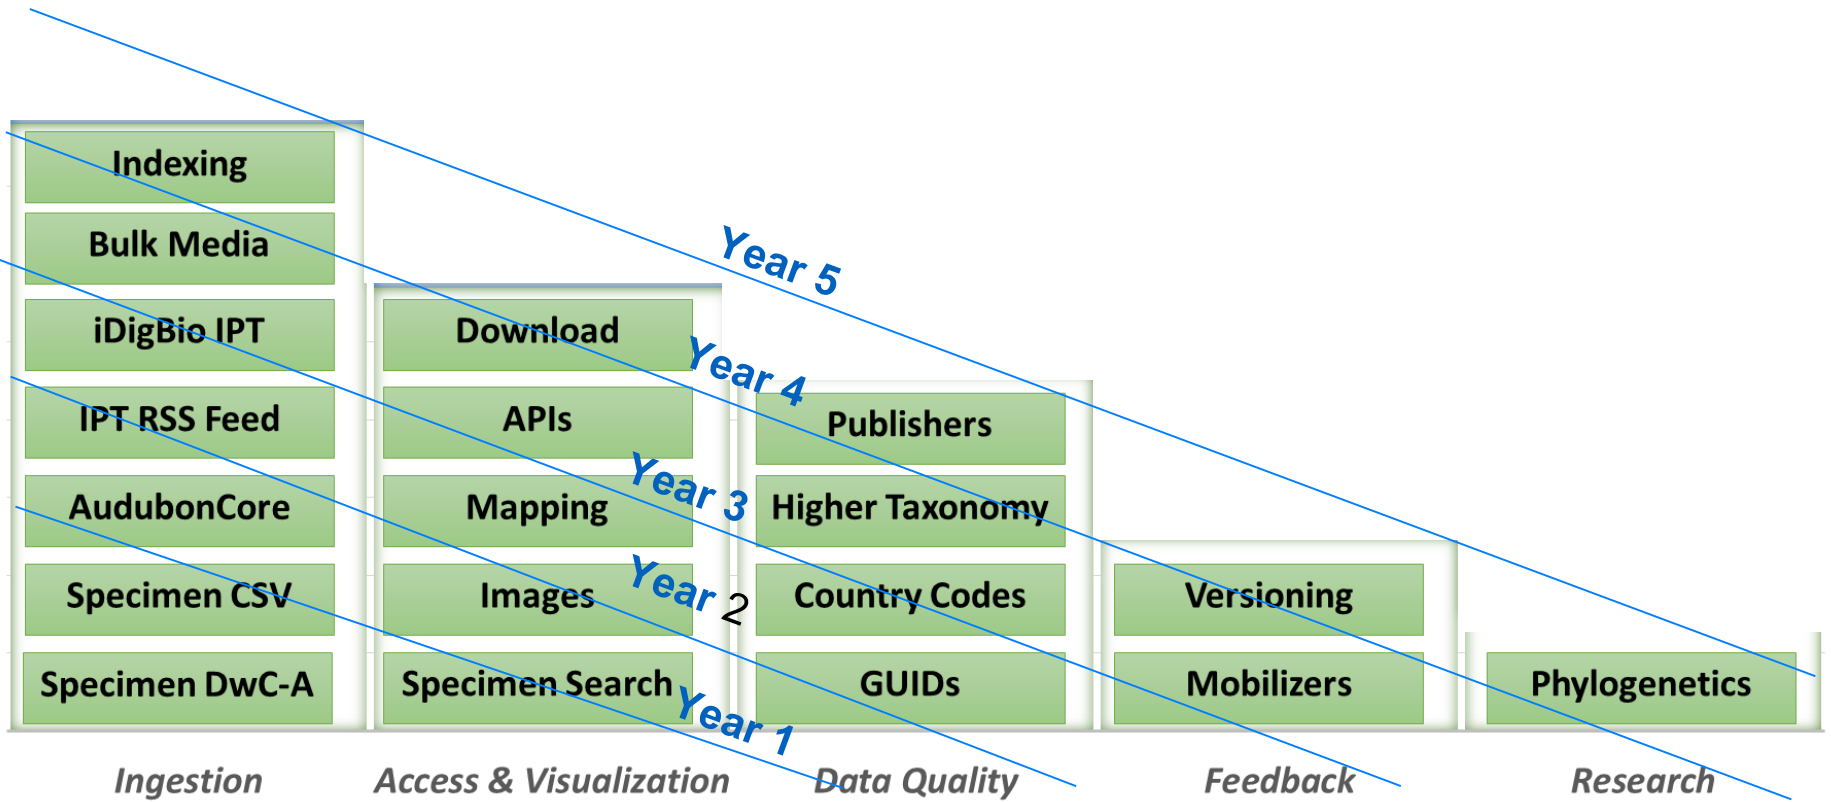 Indexing
Bulk Media
iDigBio IPT
IPT RSS Feed
AudubonCore
Specimen CSV
Specimen DwC-A
Download
APIs
Mapping
Images
Specimen Search
Publishers
Higher Taxonomy
Country Codes
GUIDs
Versioning
Mobilizers
Phylogenetics
Year 5
Year 4
Year 3
Year 2
Year 1
Ingestion
Access & Visualization
Data Quality
Feedback
Research